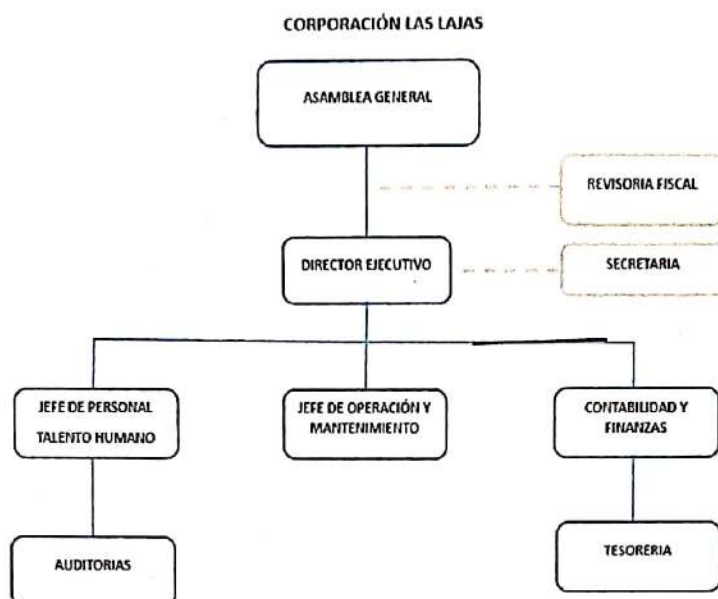 CORPORACIÓN LAS LAJAS
ASAMBLEA GENERAL
REVISORIA FISCAL
DIRECTOR EJECUTIVO
SECRETARIA
JEFE DE PERSONAL
TALENTO HUMANO
JEFE DE OPERACIÓN Y
MANTENIMIENTO
CONTABILIDAD Y
FINANZAS
AUDITORIAS
TESORERIA